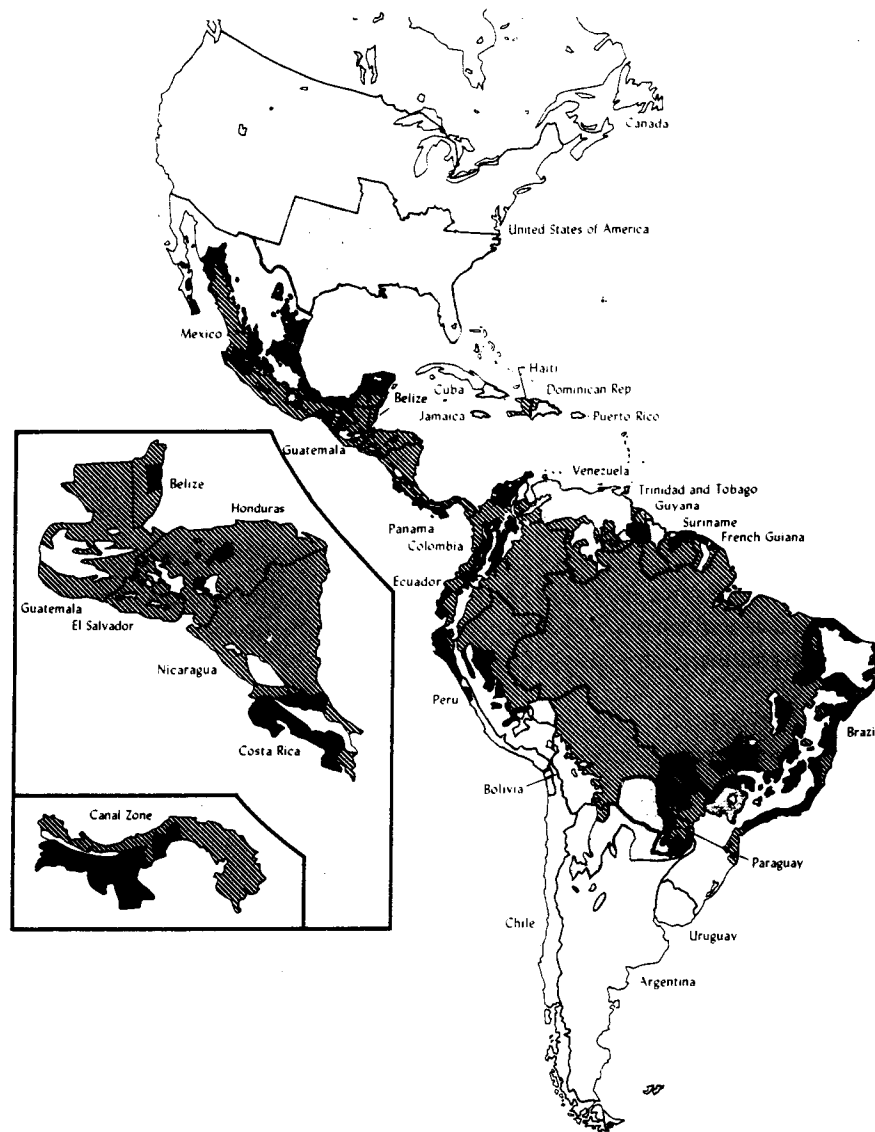 Canada
United States of America
Mexico
Haiti
Cuba
Dominican Rep
Belize
Jamaica
Puerto Rico
Guatemala
Venezuela
Trinidad and Tobago
Guyana
Panama
Suriname
Colombia
French Guiana
Ecuador
Peru
Brazi
Bolivia
Paraguay
Chile
Uruguay
Argentina
Belize
Honduras
Guatemala
El Salvador
Nicaragua
Costa Rica
Canal Zone